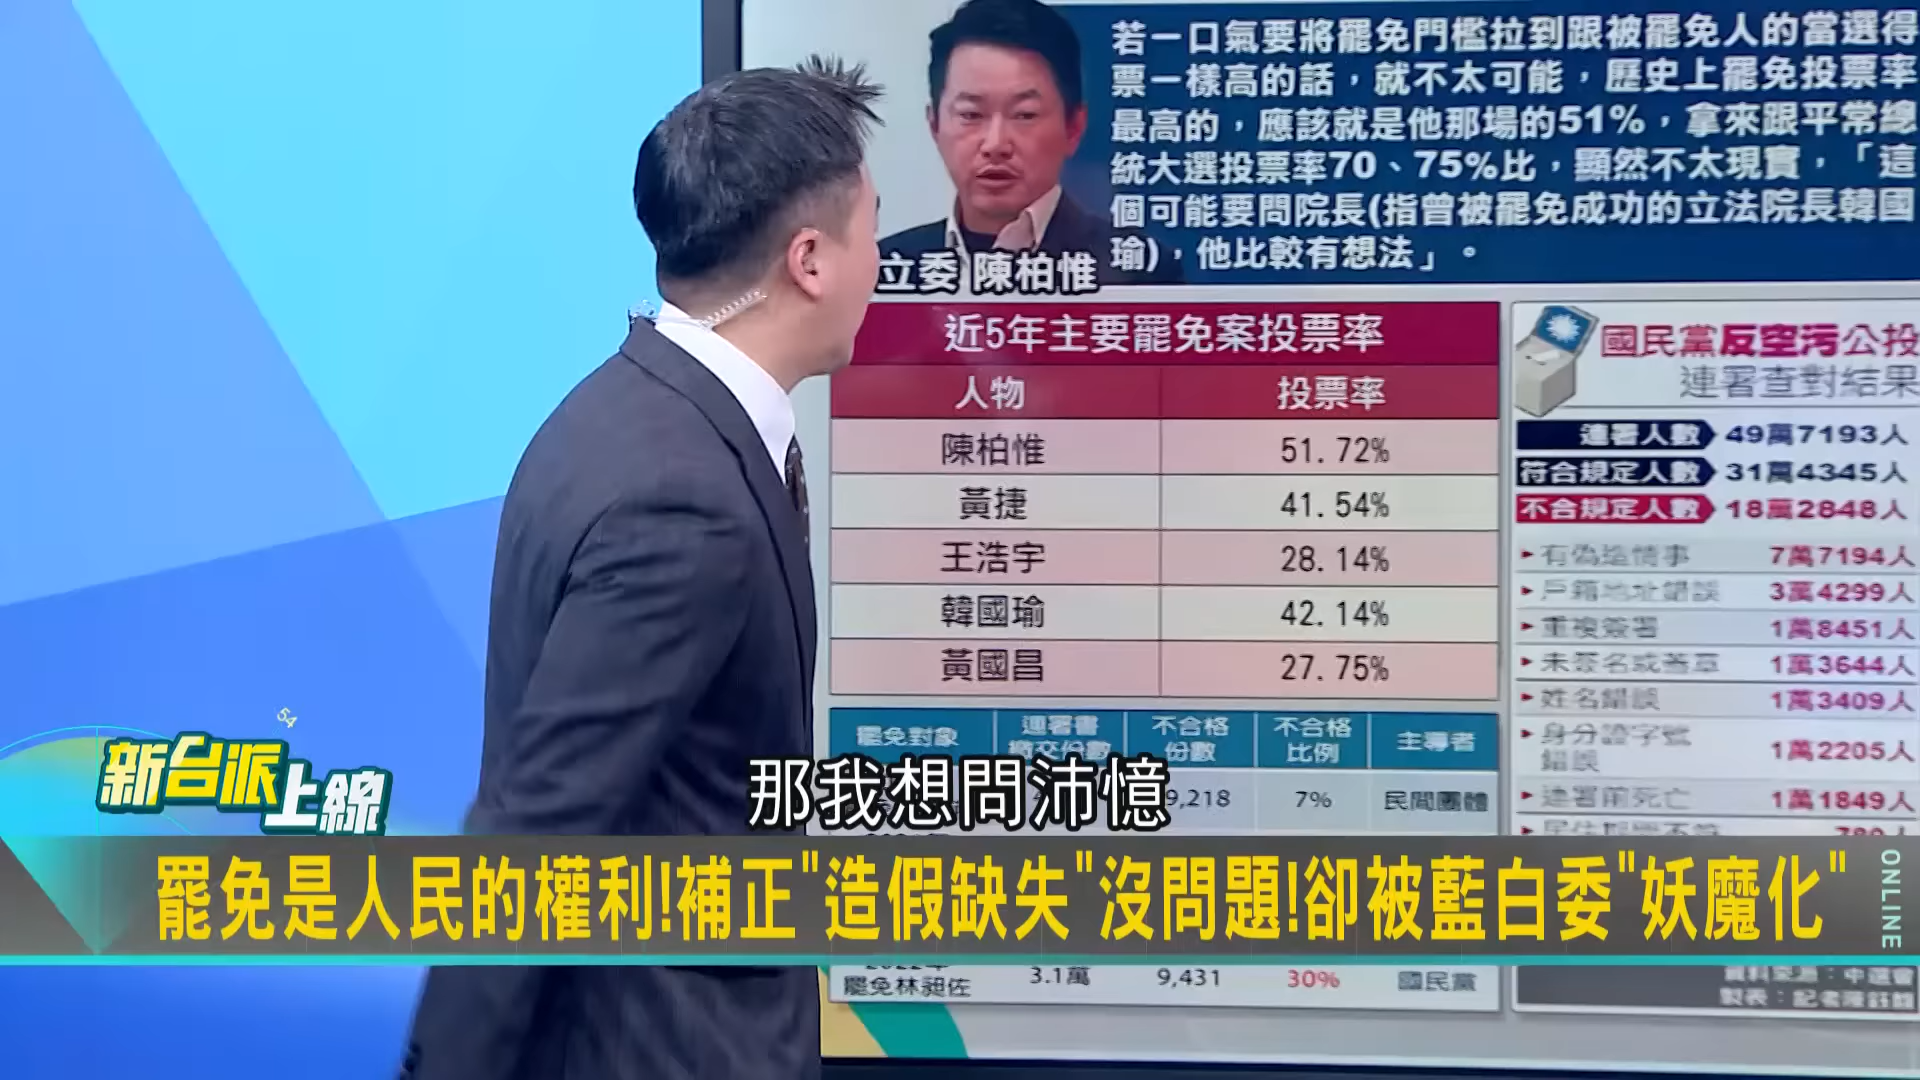 若一口氣要將罷免門檻拉到跟被罷免人的當選得
票一樣高的話，就不太可能，歷史上罷免投票率
最高的，應該就是他那場的51%，拿來跟平常總
統大選投票率70、75%比，顯然不太現實，「這
個可能要問院長(指曾被罷免成功的立法院長韓國
瑜)，他比較有想法」。
立委 陳柏惟
近5年主要罷免案投票率
人物 投票率
陳柏惟 51.72%
黃捷 41.54%
王浩宇 28.14%
韓國瑜 42.14%
黃國昌 27.75%
國民黨反空污公投
連署查對結果
連署人數 49萬7193人
符合規定人數 31萬4345人
不合規定人數 18萬2848人
有偽造情事 7萬7194人
戶籍地址錯誤 3萬4299人
重複簽署 1萬8451人
未簽名或蓋章 1萬3644人
姓名錯誤 1萬3409人
身分證字號
錯誤 1萬2205人
連署前死亡 1萬1849人
罷免對象 連署書
繳交份數 不合格
份數 不合格
比例 主導者
9,218 7% 民間團體
罷免林昶佐 3.1萬 9,431 30% 國民黨
資料來源：中選會
54
新台派上線
那我想問沛憶
罷免是人民的權利!補正"造假缺失"沒問題!卻被藍白委"妖魔化"
ONLINE